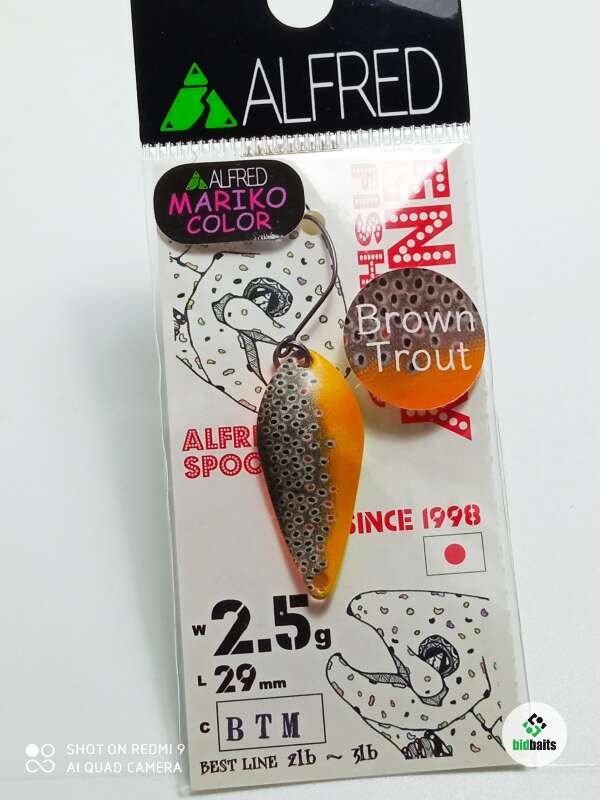 ALFRED
ALFRED
MARIKO
COLOR
Brown
Trout
SINCE 1998
W 2.5g
L 29mm
C BTM
BEST LINE 2lb ~ 3lb
SHOT ON REDMI 9
AI QUAD CAMERA
bidbaits